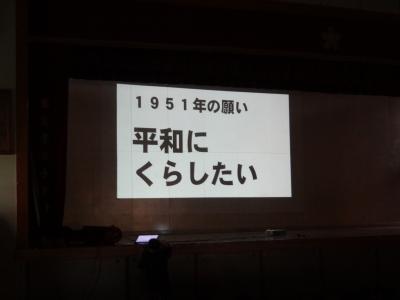 １９５１年の願い
平和に
くらしたい